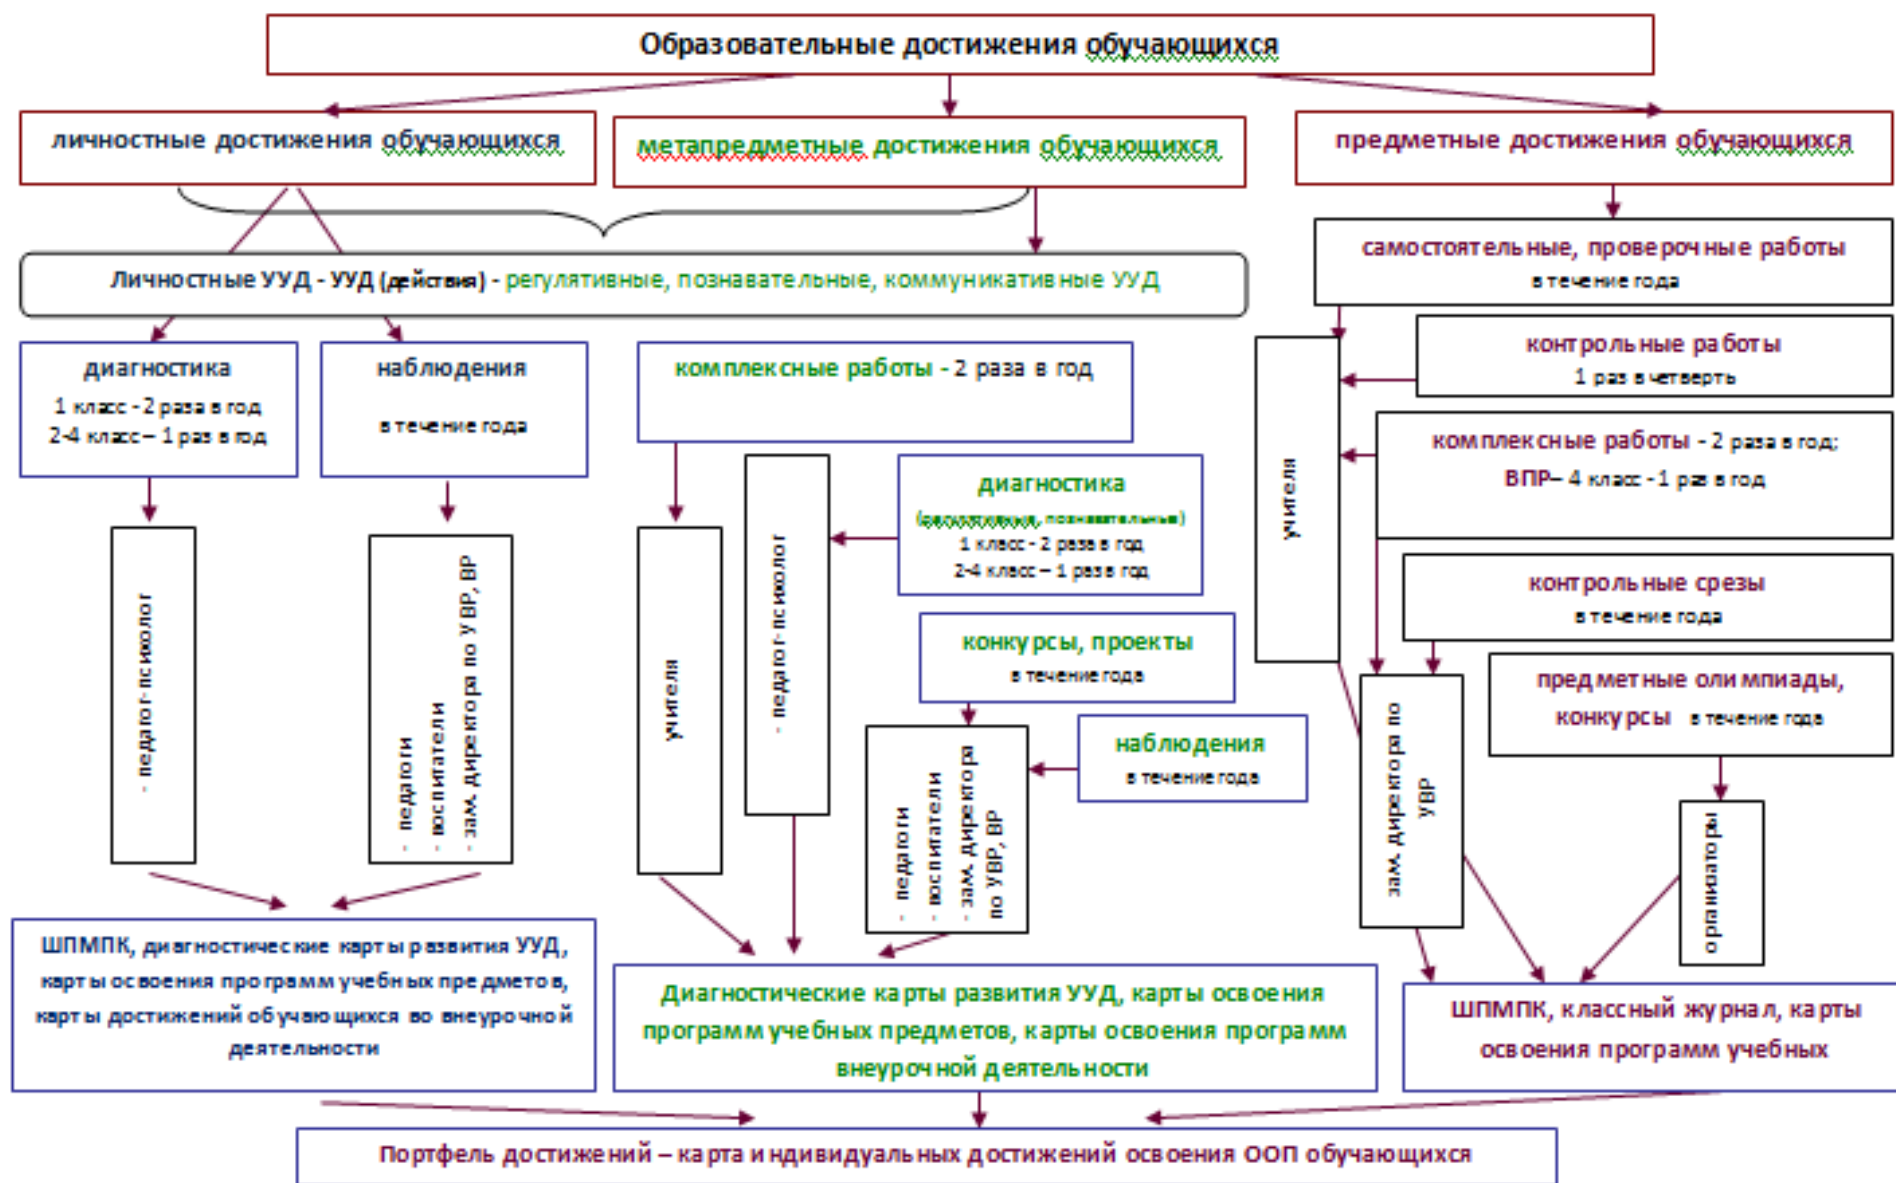 Образовательные достижения обучающихся
личностные достижения обучающихся
метапредметные достижения обучающихся
предметные достижения обучающихся
Личностные УУД - УУД (действия) - регулятивные, познавательные, коммуникативные УУД
диагностика
1 класс - 2 раза в год
2-4 класс – 1 раз в год
наблюдения
в течение года
- педагог-психолог
- педагоги
- воспитатели
- зам. директора по УВР, ВР
комплексные работы - 2 раза в год
учителя
- педагог-психолог
диагностика
(регулятивные, познавательные)
1 класс - 2 раза в год
2-4 класс – 1 раз в год
конкурсы, проекты
в течение года
наблюдения
в течение года
- педагоги
- воспитатели
- зам. директора
по УВР, ВР
самостоятельные, проверочные работы
в течение года
контрольные работы
1 раз в четверть
комплексные работы - 2 раза в год;
ВПР– 4 класс - 1 раз в год
учителя
контрольные срезы
в течение года
предметные олимпиады,
конкурсы в течение года
зам. директора по
УВР
организаторы
ШПМПК, диагностические карты развития УУД,
карты освоения программ учебных предметов,
карты достижений обучающихся во внеурочной
деятельности
Диагностические карты развития УУД, карты освоения
программ учебных предметов, карты освоения программ
внеурочной деятельности
ШПМПК, классный журнал, карты
освоения программ учебных
Портфель достижений – карта индивидуальных достижений освоения ООП обучающихся